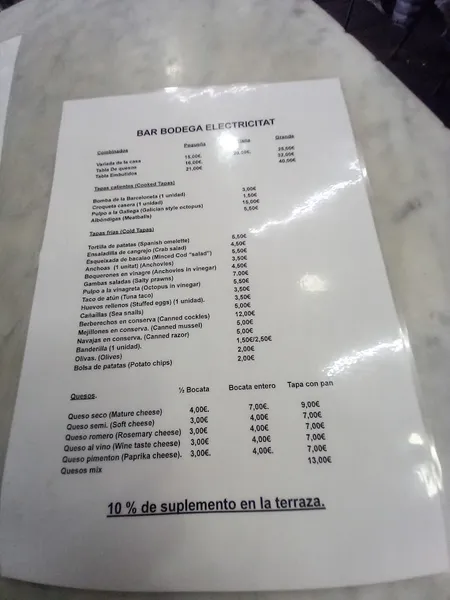 BAR BODEGA ELECTRICITAT
Combinados Pequeña Grande
Variada de la casa 15,00€. 25,00€
Tabla De quesos 16,00€. 32,00€
Tabla Embutidos 21,00€ 40,00€
Tapas calientes (Cooked Tapas)
Bomba de la Barceloneta (1 unidad) 3,00€
Croqueta casera (1 unidad) 1,50€
Pulpo a la Gallega (Galician style octopus) 15,00€
Albóndigas (Meatballs) 5,50€
Tapas frias (Cold Tapas)
Tortilla de patatas (Spanish omelette) 5,50€
Ensaladilla de cangrejo (Crab salad) 4,50€
Esqueixada de bacalao (Minced Cod "salad") 5,50€
Anchoas (1 unitat) (Anchovies) 3,50€
Boquerones en vinagre (Anchovies in vinegar) 4,50€
Gambas saladas (Salty prawns) 7.00€
Pulpo a la vinagreta (Octopus in vinegar) 5,50€
Taco de atún (Tuna taco) 3,50€
Huevos rellenos (Stuffed eggs) (1 unidad). 3,50€
Cañaillas (Sea snalls) 5,00€
Berberechos en conserva (Canned cockles) 12,00€
Mejillones en conserva. (Canned mussel) 5,00€
Navajas en conserva. (Canned razor) 5,00€
Banderilla (1 unidad). 1,50€/2,50€
Olivas. (Olives) 2,00€
Bolsa de patatas (Potato chips) 2,00€
Quesos. ½ Bocata Bocata entero Tapa con pan
Queso seco (Mature cheese) 4,00€. 7,00€. 9,00€
Queso semi. (Soft cheese) 3,00€ 4,00€ 7,00€
Queso romero (Rosemary cheese) 3,00€ 4,00€ 7,00€
Queso al vino (Wine taste cheese) 3,00€ 4,00€ 7,00€
Queso pimenton (Paprika cheese). 3,00€. 4,00€. 7,00€
Quesos mix 13,00€
10 % de suplemento en la terraza.